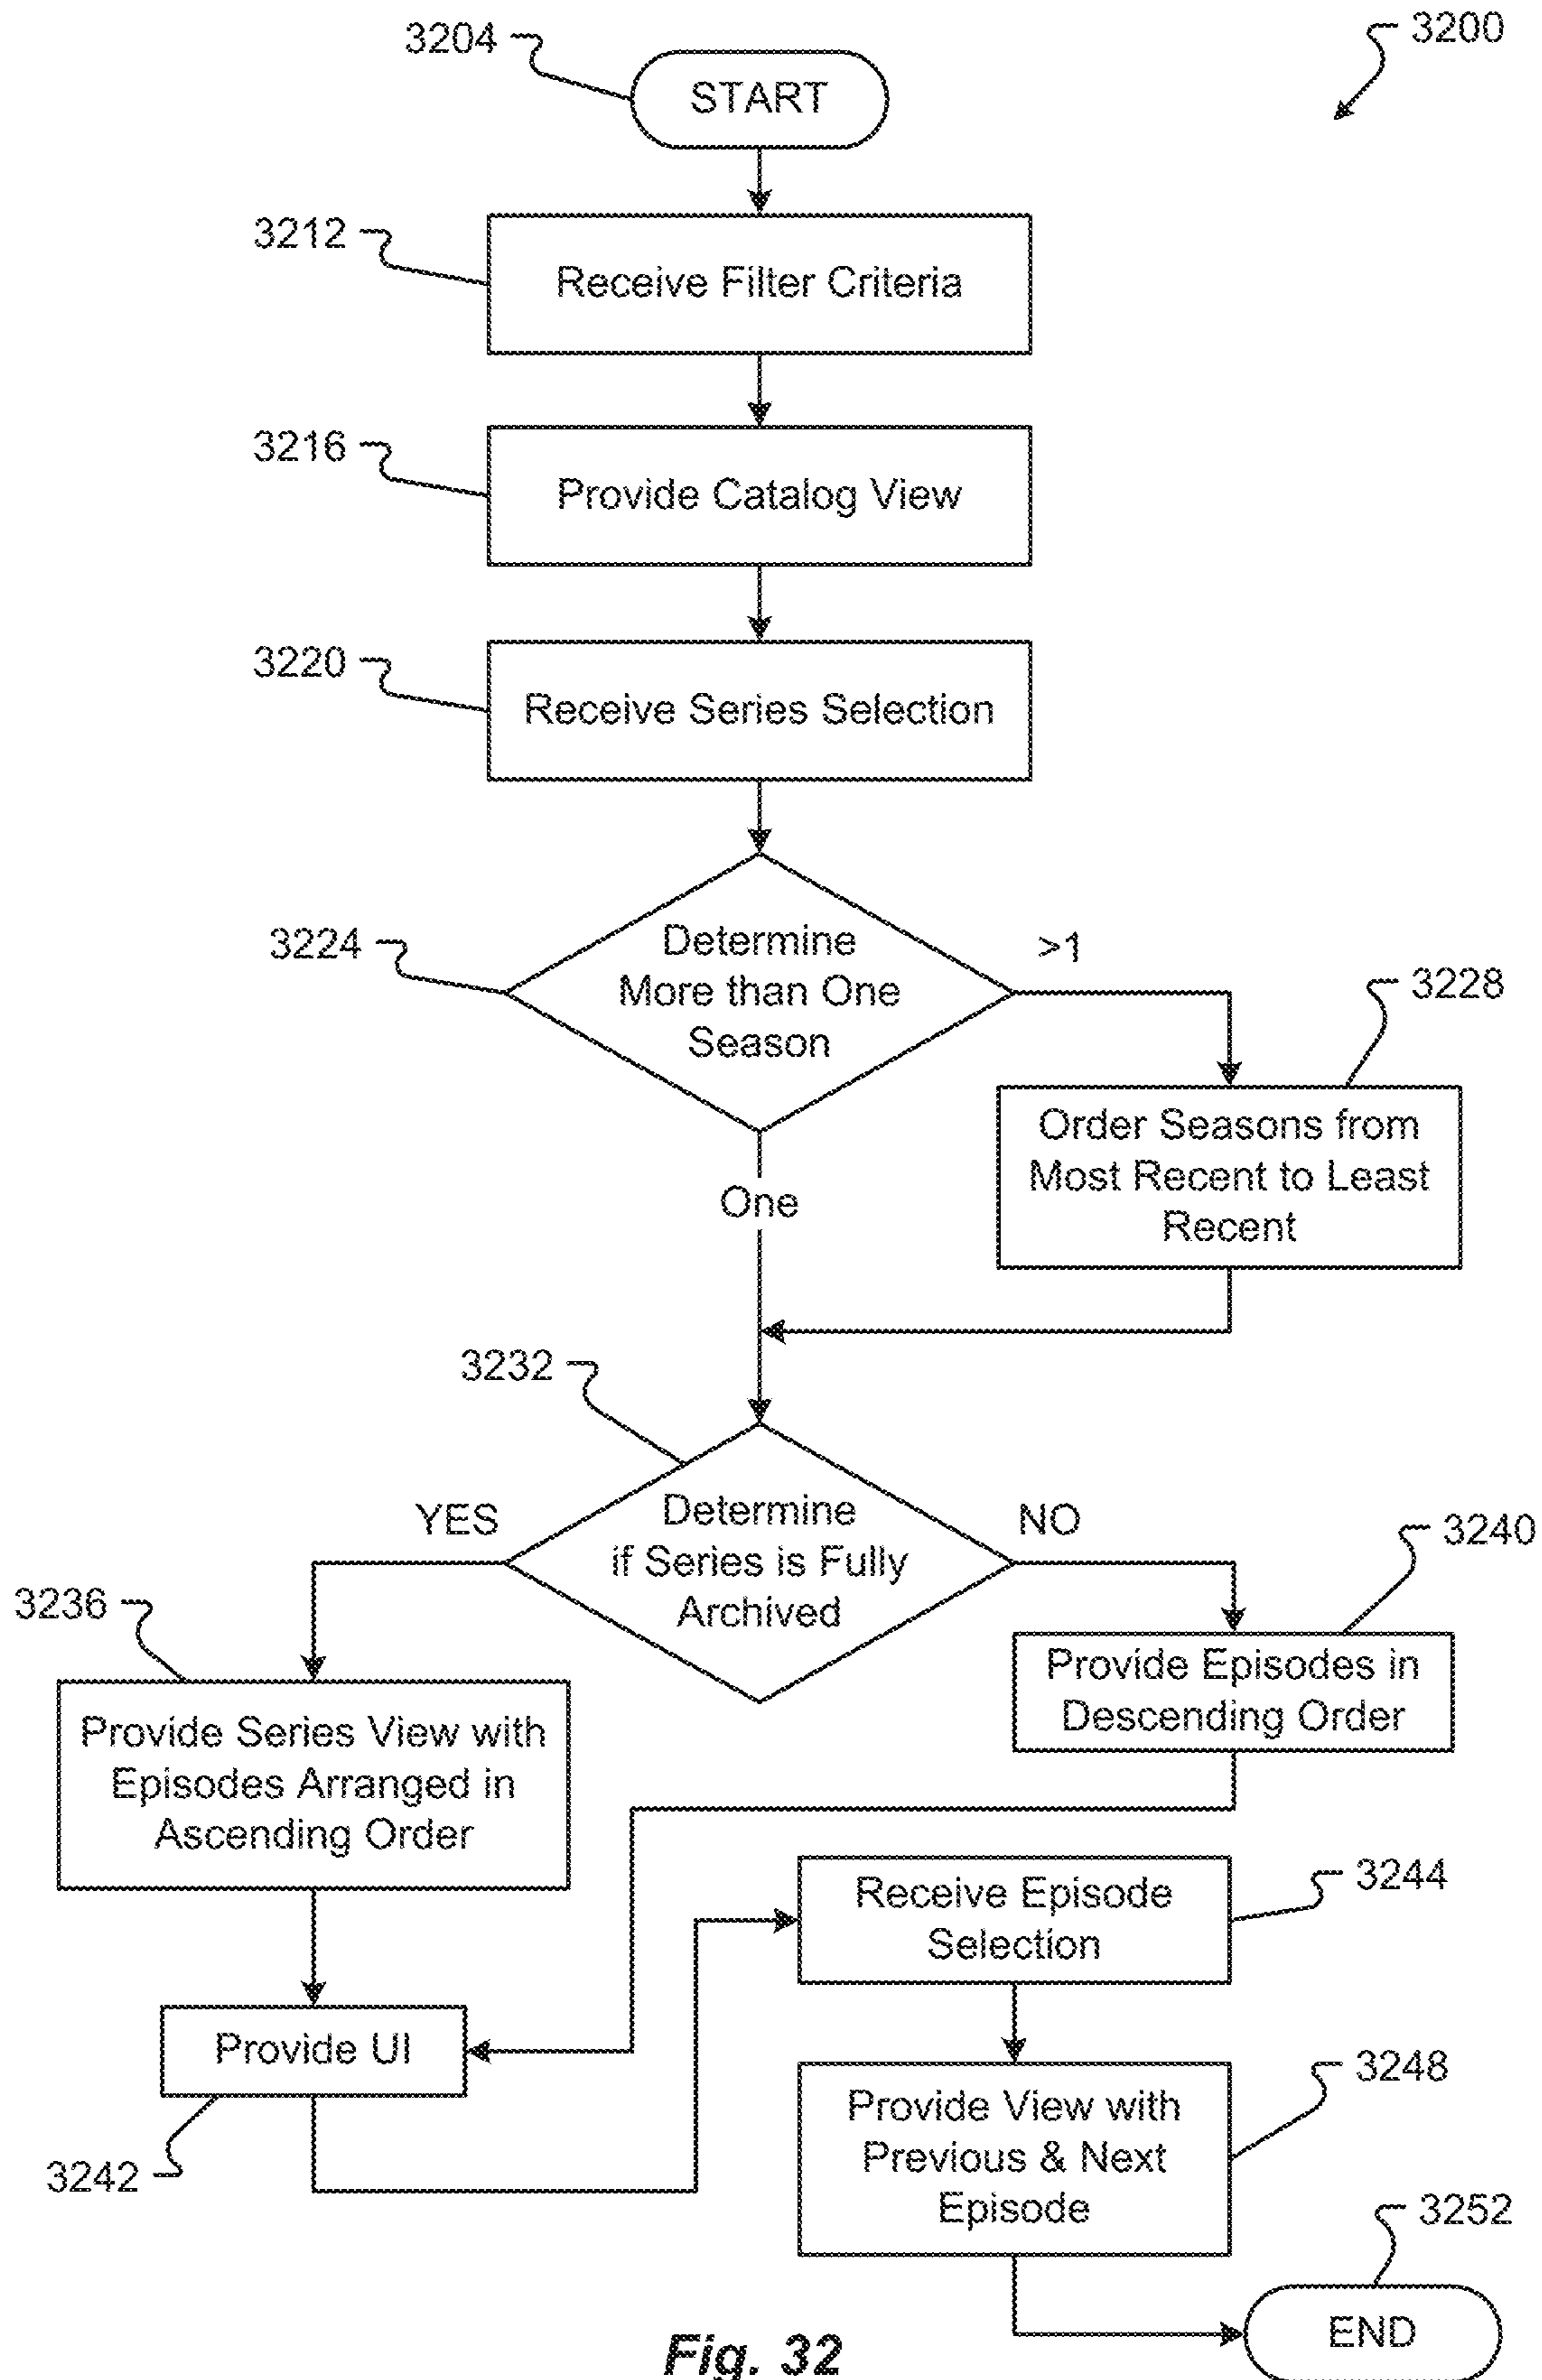 3204
START
3200
3212
Receive Filter Criteria
3216
Provide Catalog View
3220
Receive Series Selection
3224
Determine
More than One
Season
>1
3228
Order Seasons from
Most Recent to Least
Recent
One
3232
YES
Determine
if Series is Fully
Archived
NO
3240
3236
Provide Series View with
Episodes Arranged in
Ascending Order
Provide Episodes in
Descending Order
3244
Receive Episode
Selection
Provide UI
3242
3248
Provide View with
Previous & Next
Episode
3252
END
Fig. 32